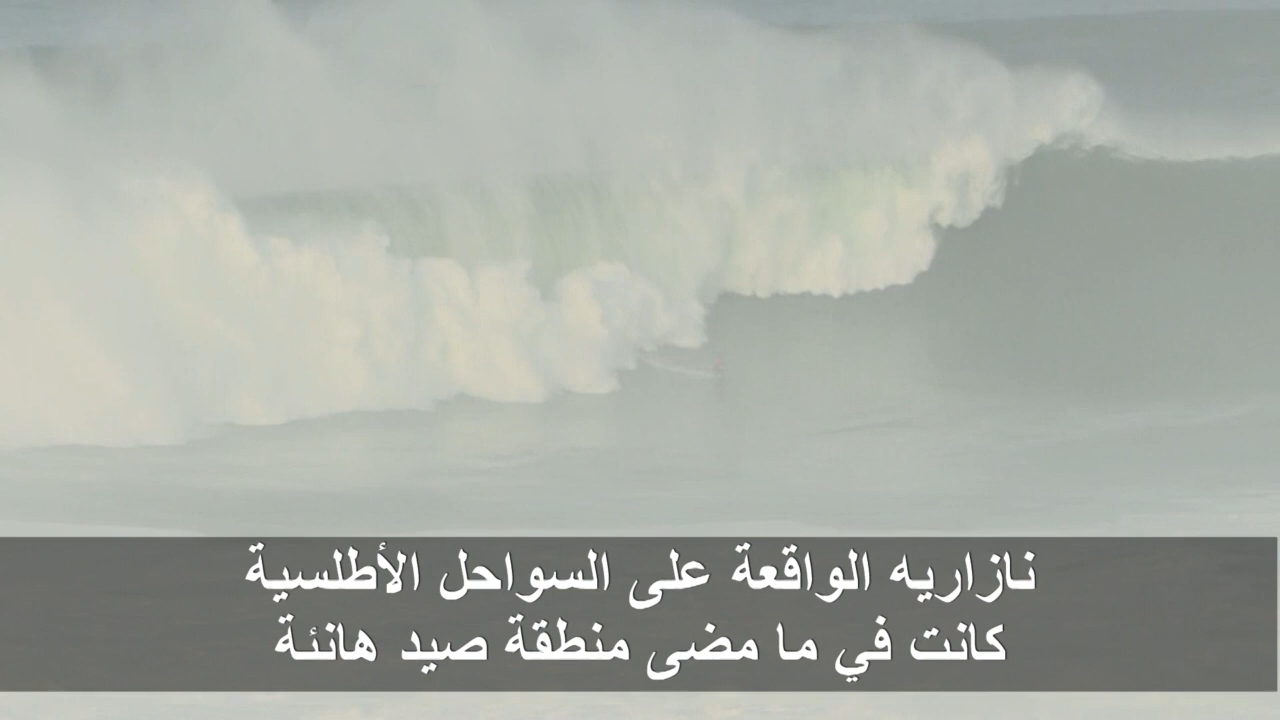 نازاريه الواقعة على السواحل الأطلسية
كانت في ما مضى منطقة صيد هانئة